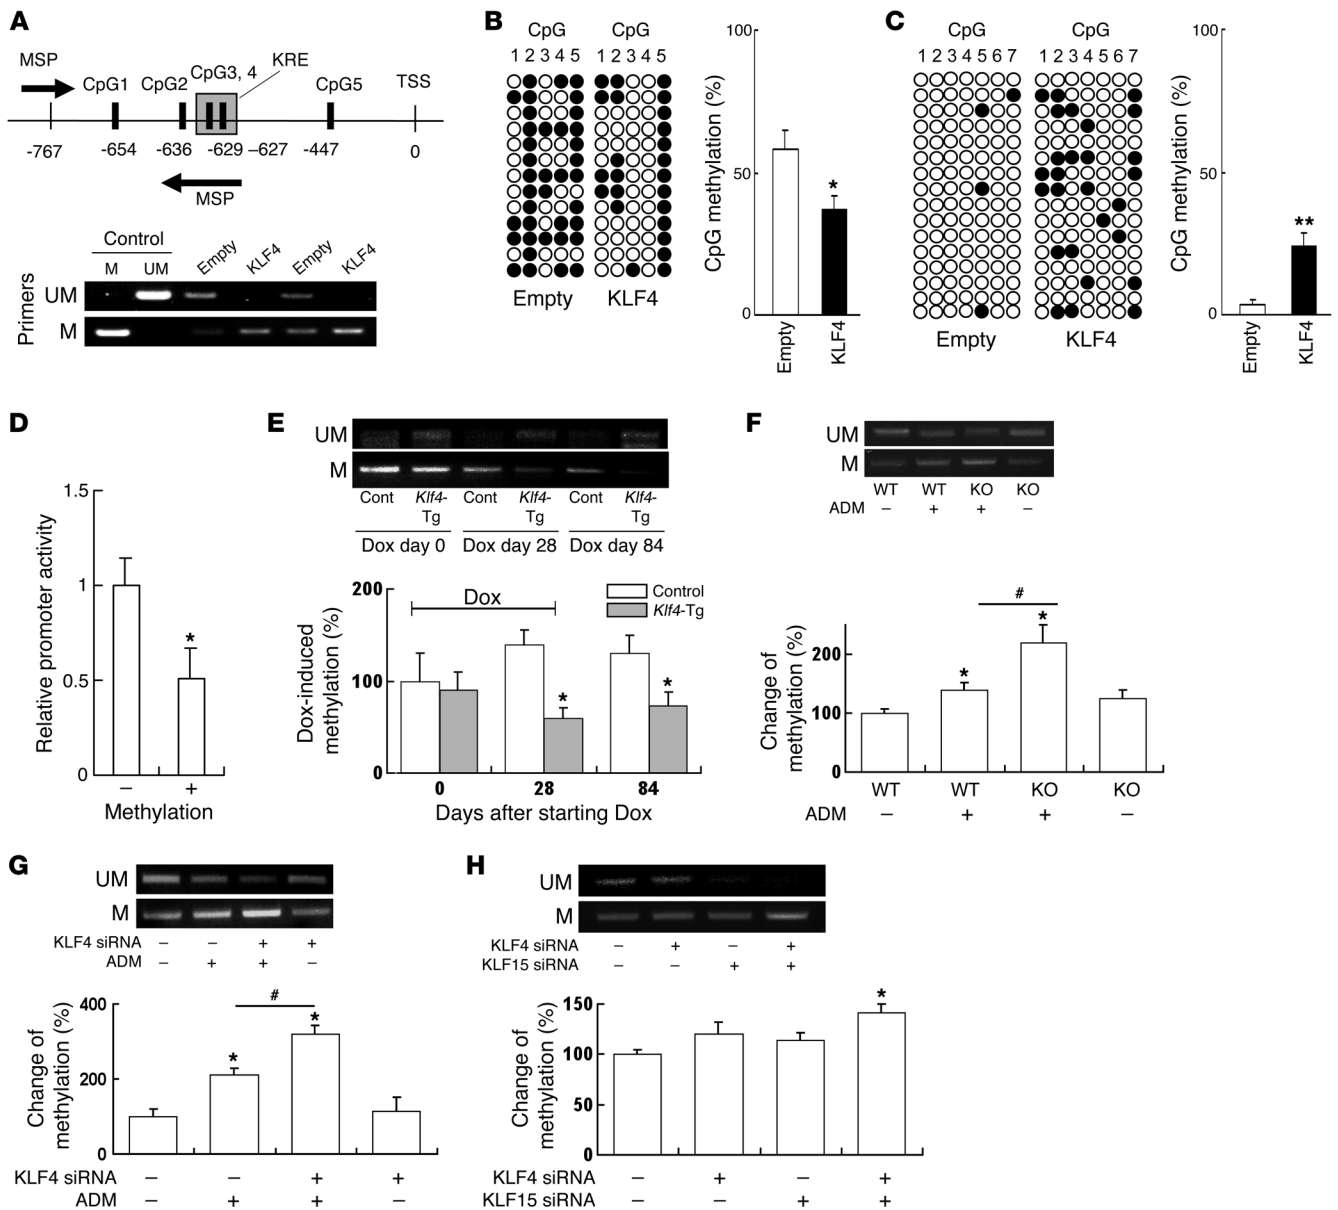 A
MSP
CpG1
CpG2
CpG3, 4
KRE
CpG5
TSS
-767
-654
-636
-629
–627
-447
0
MSP
Control
M
UM
Empty
KLF4
Empty
KLF4
Primers
UM
M
B
CpG
CpG
1 2 3 4 5
1 2 3 4 5
Empty
KLF4
CpG methylation (%)
100
50
0
*
Empty
KLF4
C
CpG
CpG
1 2 3 4 5 6 7
1 2 3 4 5 6 7
Empty
KLF4
CpG methylation (%)
100
50
0
**
Empty
KLF4
D
Relative promoter activity
1.5
1
0.5
0
*
– +
Methylation
E
UM
M
Cont
Klf4-
Tg
Cont
Klf4-
Tg
Cont
Klf4-
Tg
Dox day 0
Dox day 28
Dox day 84
Dox-induced
methylation (%)
200
100
0
Dox
Control
Klf4-Tg
*
*
0 28 84
Days after starting Dox
F
UM
M
WT WT KO KO
ADM – + + –
Change of
methylation (%)
200
100
0
#
*
*
WT WT KO KO
ADM – + + –
G
UM
M
KLF4 siRNA – – + +
ADM – + + –
Change of
methylation (%)
400
200
0
#
*
*
KLF4 siRNA – – + +
ADM – + + –
H
UM
M
KLF4 siRNA – + – +
KLF15 siRNA – – + +
Change of
methylation (%)
150
100
50
0
*
KLF4 siRNA – + – +
KLF15 siRNA – – + +